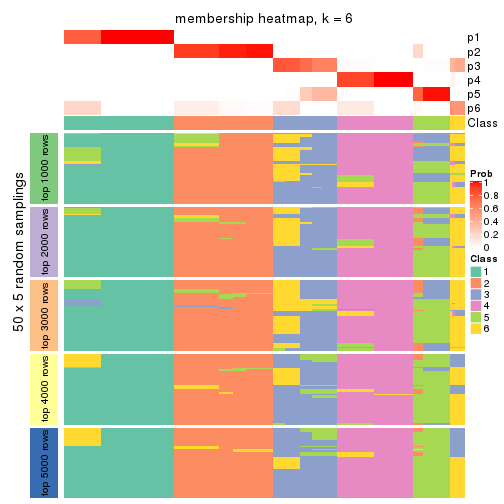 membership heatmap, k = 6
p1
p2
p3
p4
p5
p6
Class
50 x 5 random samplings
top 1000 rows
top 2000 rows
top 3000 rows
top 4000 rows
top 5000 rows
Prob
1
0.8
0.6
0.4
0.2
0
Class
1
2
3
4
5
6